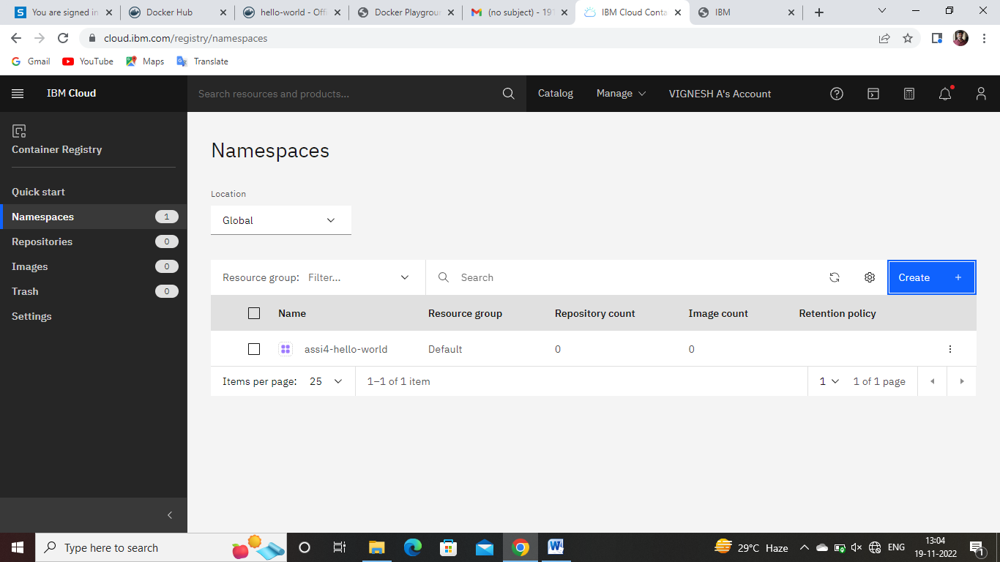 You are signed in
Docker Hub
hello-world - Offi
Docker Playgroun
(no subject) - 191
IBM Cloud Conta
IBM
cloud.ibm.com/registry/namespaces
Gmail
YouTube
Maps
Translate
IBM Cloud
Search resources and products...
Catalog
Manage
VIGNESH A's Account
Container Registry
Quick start
Namespaces 1
Repositories 0
Images 0
Trash 0
Settings
Namespaces
Location
Global
Resource group: Filter...
Search
Create +
Name Resource group Repository count Image count Retention policy
assi4-hello-world Default 0 0
Items per page: 25 1–1 of 1 item 1 1 of 1 page
Type here to search
29°C Haze
ENG
13:04
19-11-2022
1